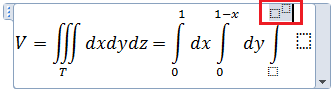 V = ∭_T dxdydz = ∫_0^1 dx ∫_0^{1-x} dy ∫